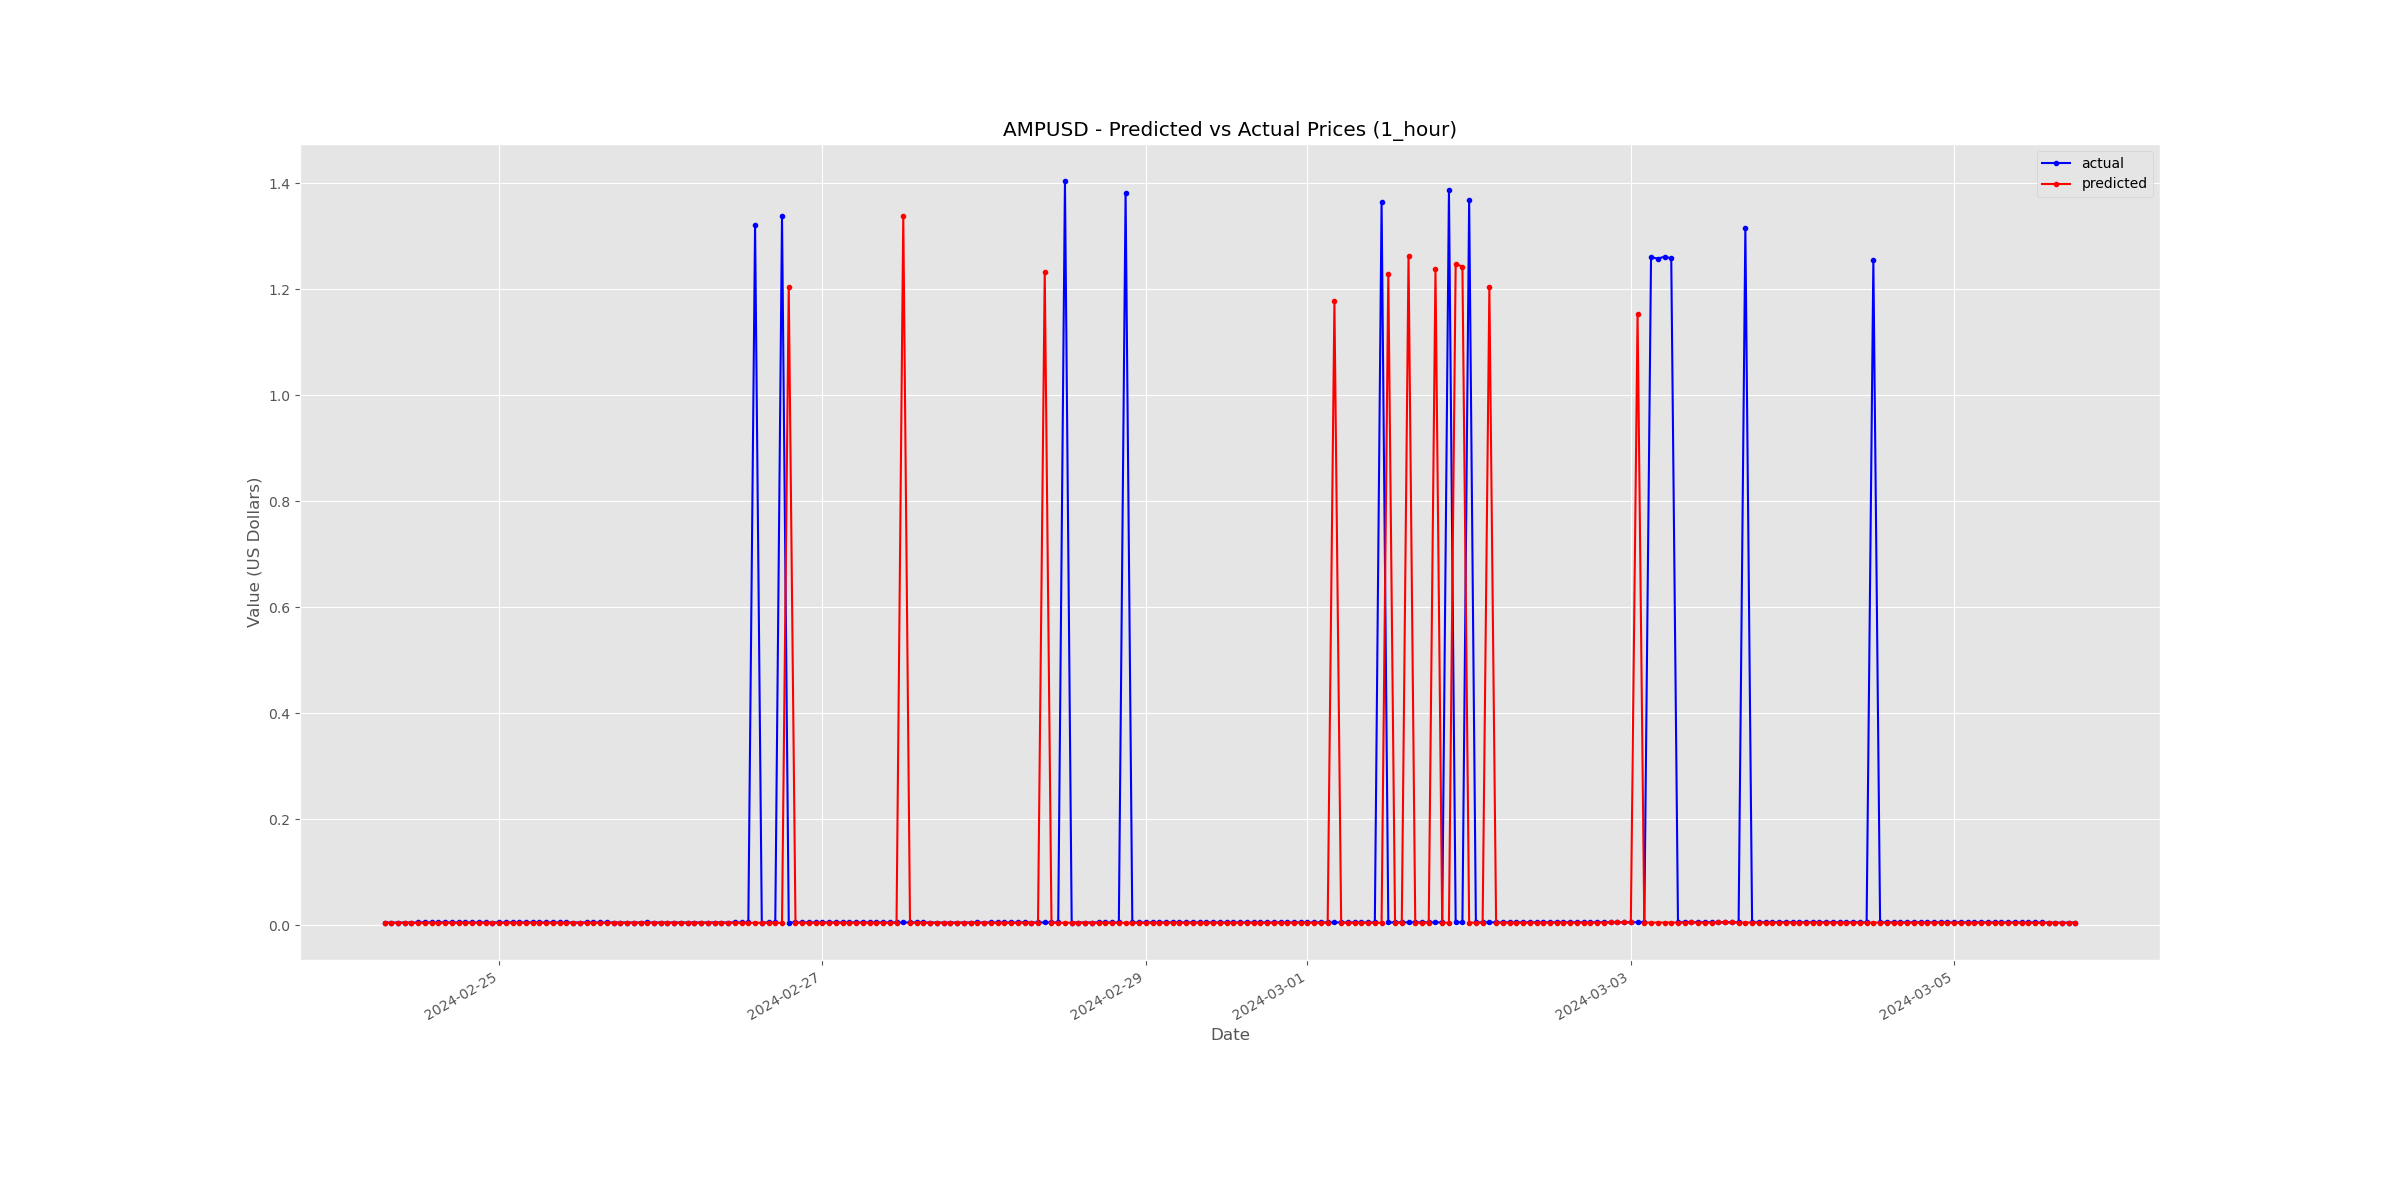 AMPUSD - Predicted vs Actual Prices (1_hour)
actual
predicted
1.4
1.2
1.0
0.8
0.6
0.4
0.2
0.0
Value (US Dollars)
2024-02-25
2024-02-27
2024-02-29
2024-03-01
2024-03-03
2024-03-05
Date